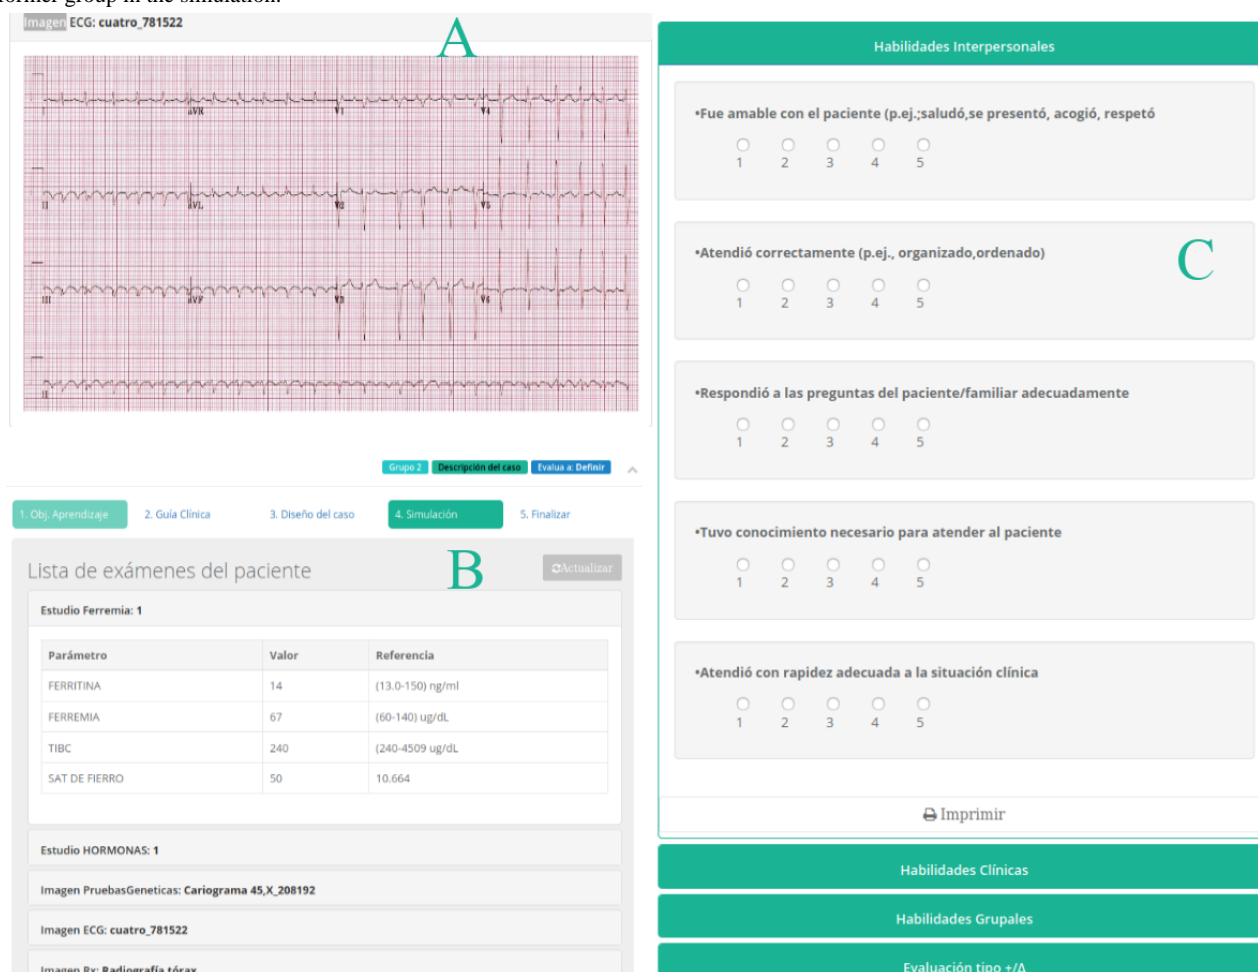 former group in the simulation.
Imagen ECG: cuatro_781522
A
I
aVR
V1
V4
II
aVL
V2
V5
III
aVF
V3
V6
II
Grupo 2
Descripción del caso
Evalua a: Definir
1. Obj. Aprendizaje
2. Guía Clínica
3. Diseño del caso
4. Simulación
5. Finalizar
Lista de exámenes del paciente
B
Actualizar
Estudio Ferremia: 1
Parámetro Valor Referencia
FERRITINA 14 (13.0-150) ng/ml
FERREMIA 67 (60-140) ug/dL
TIBC 240 (240-4509 ug/dL
SAT DE FIERRO 50 10.664
Estudio HORMONAS: 1
Imagen PruebasGeneticas: Cariograma 45,X_208192
Imagen ECG: cuatro_781522
Imagen Rx: Radiografía tórax
Habilidades Interpersonales
•Fue amable con el paciente (p.ej.;saludó,se presentó, acogió, respetó
1 2 3 4 5
•Atendió correctamente (p.ej., organizado,ordenado)
C
1 2 3 4 5
•Respondió a las preguntas del paciente/familiar adecuadamente
1 2 3 4 5
•Tuvo conocimiento necesario para atender al paciente
1 2 3 4 5
•Atendió con rapidez adecuada a la situación clínica
1 2 3 4 5
Imprimir
Habilidades Clínicas
Habilidades Grupales
Evaluación tipo +/Δ